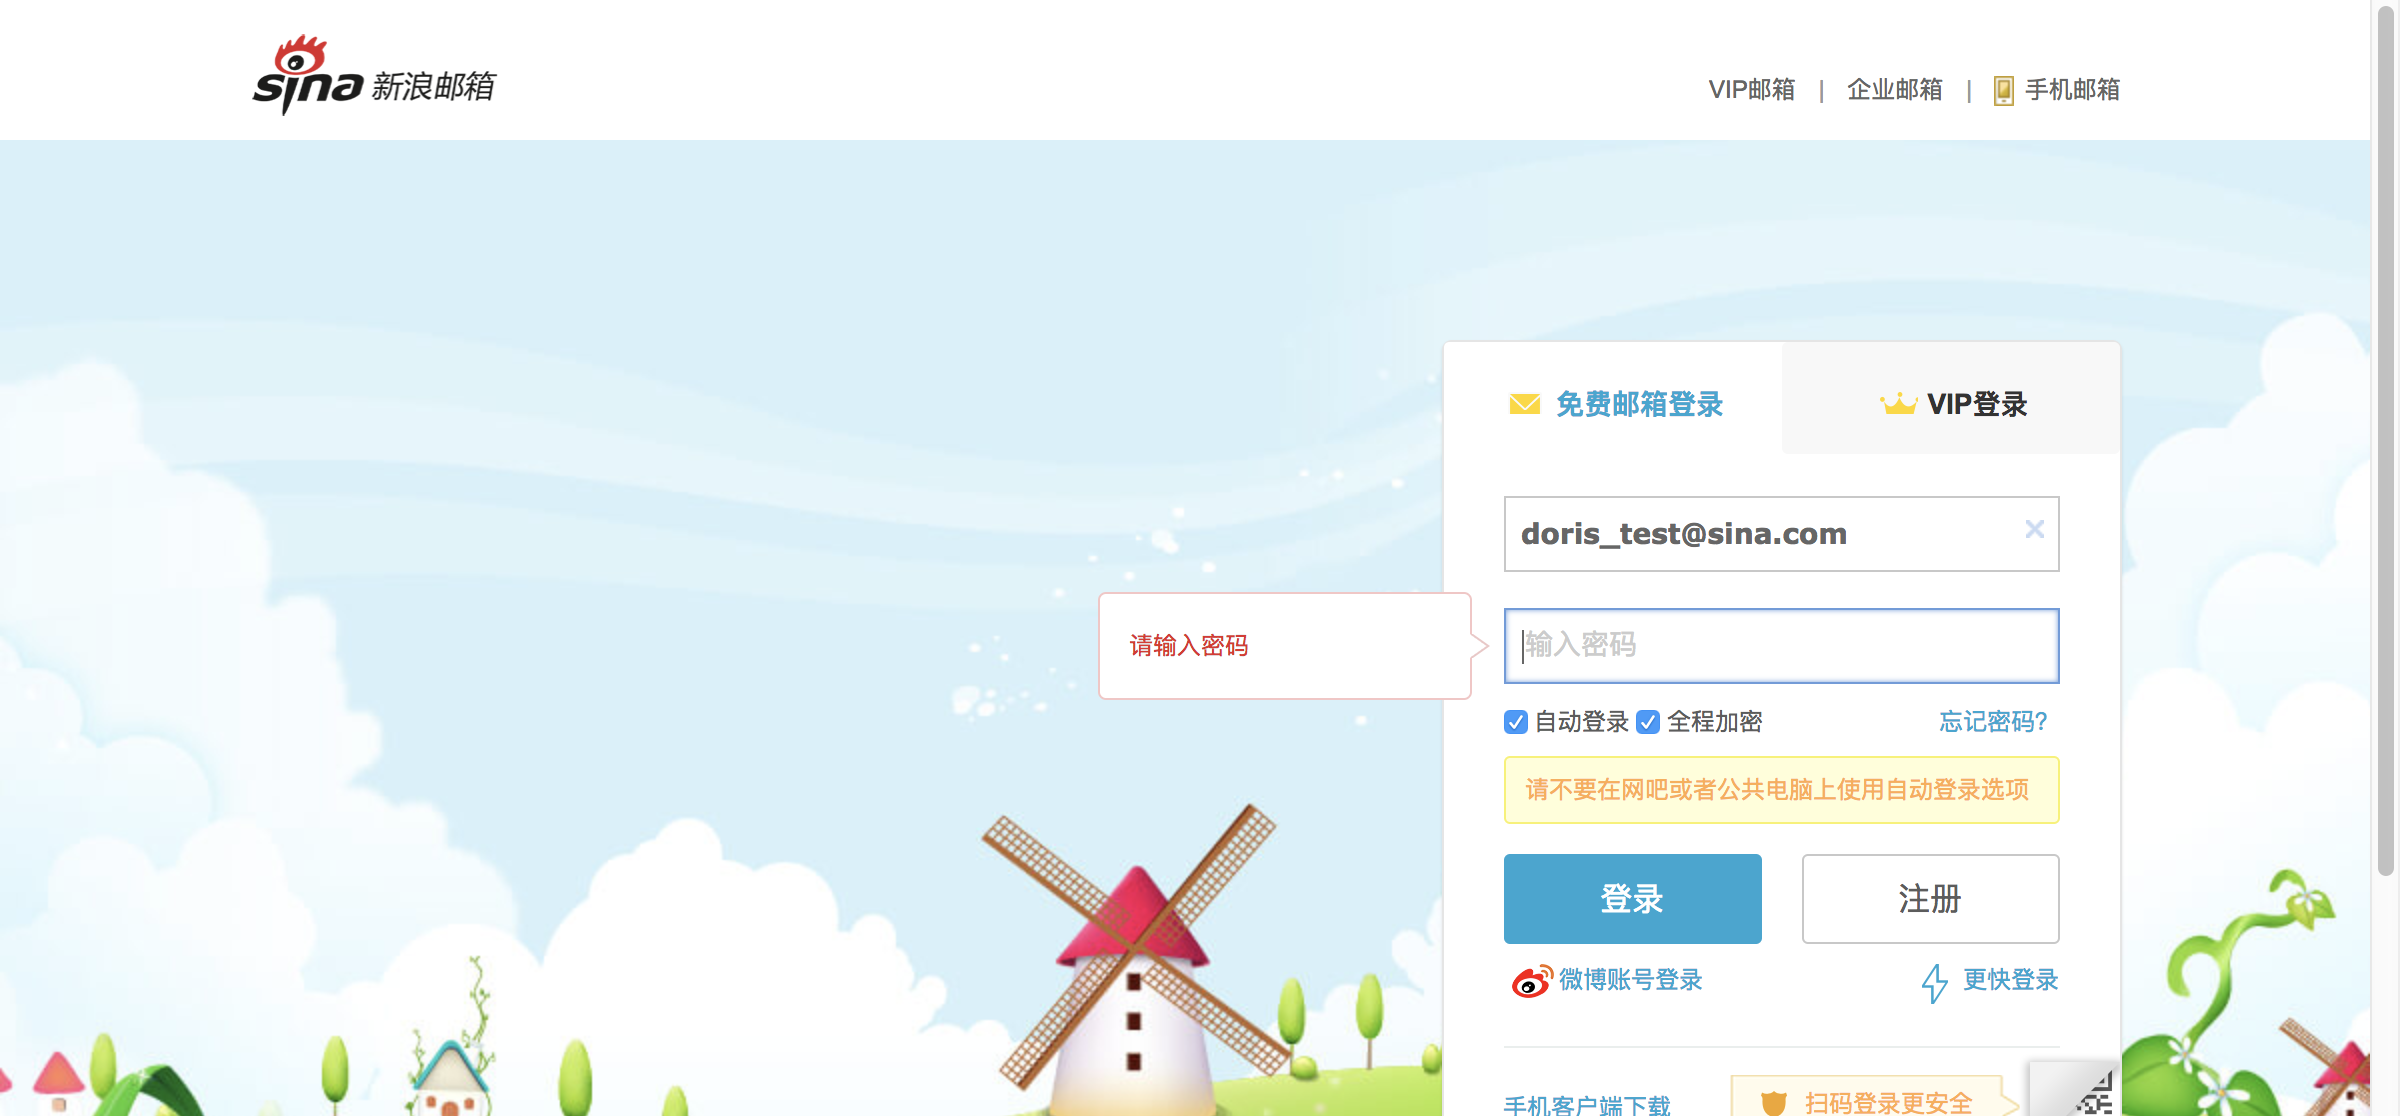 sina 新浪邮箱
VIP邮箱 | 企业邮箱 | 手机邮箱
免费邮箱登录
VIP登录
doris_test@sina.com
请输入密码
输入密码
自动登录 全程加密 忘记密码?
请不要在网吧或者公共电脑上使用自动登录选项
登录 注册
微博账号登录 更快登录
手机客户端下载 扫码登录更安全